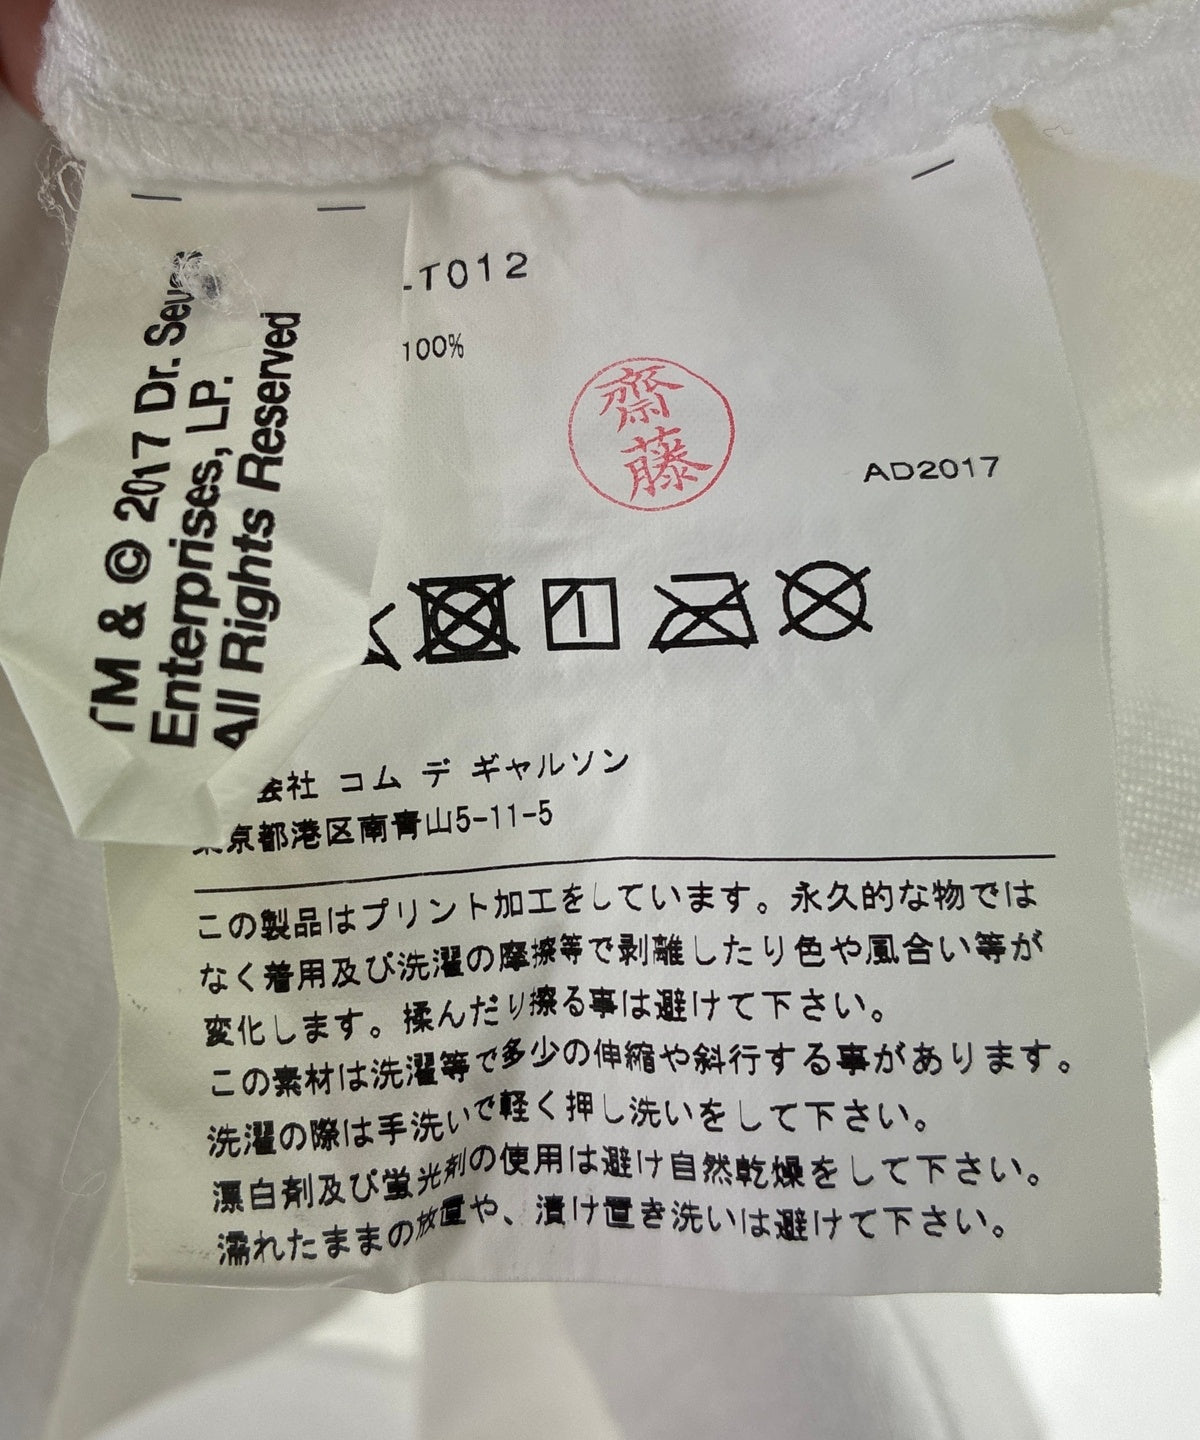 TM & © 2017 Dr. Seuss
Enterprises, LP.
All Rights Reserved
-T012
100%
齋
藤
AD2017
会社 コム デ ギャルソン
京都港区南青山5-11-5
この製品はプリント加工をしています。永久的な物では
なく着用及び洗濯の摩擦等で剥離したり色や風合い等が
変化します。揉んだり擦る事は避けて下さい。
この素材は洗濯等で多少の伸縮や斜行する事があります。
洗濯の際は手洗いで軽く押し洗いをして下さい。
漂白剤及び蛍光剤の使用は避け自然乾燥をして下さい。
濡れたままの放置や、漬け置き洗いは避けて下さい。